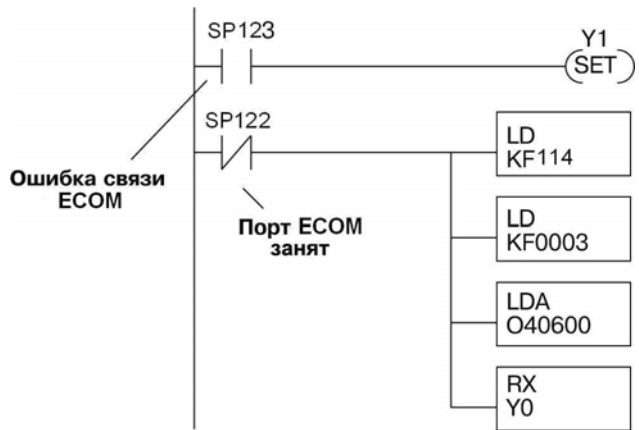 SP123
Y1
SET
SP122
LD
KF114
Ошибка связи
ECOM
Порт ECOM
занят
LD
KF0003
LDA
O40600
RX
Y0